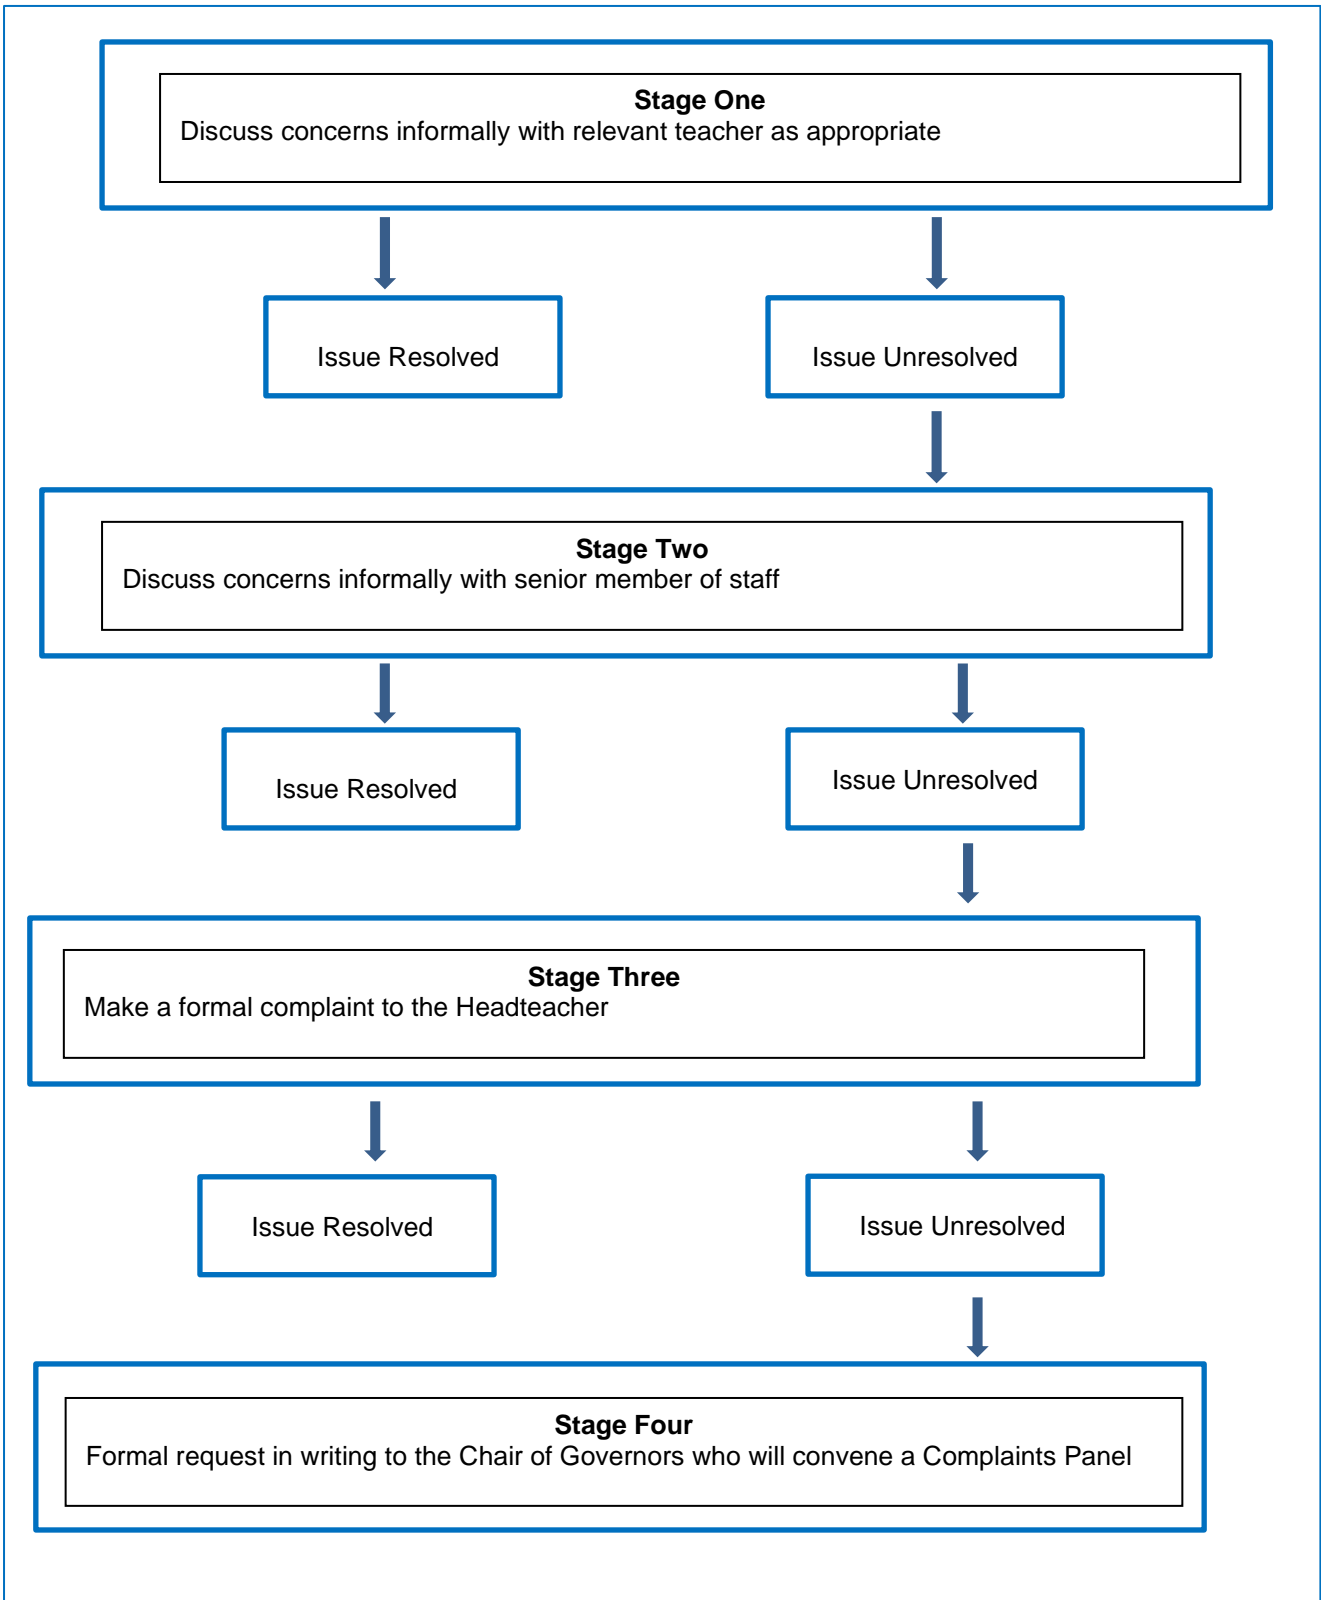 Stage One
Discuss concerns informally with relevant teacher as appropriate
Issue Resolved
Issue Unresolved
Stage Two
Discuss concerns informally with senior member of staff
Issue Resolved
Issue Unresolved
Stage Three
Make a formal complaint to the Headteacher
Issue Resolved
Issue Unresolved
Stage Four
Formal request in writing to the Chair of Governors who will convene a Complaints Panel